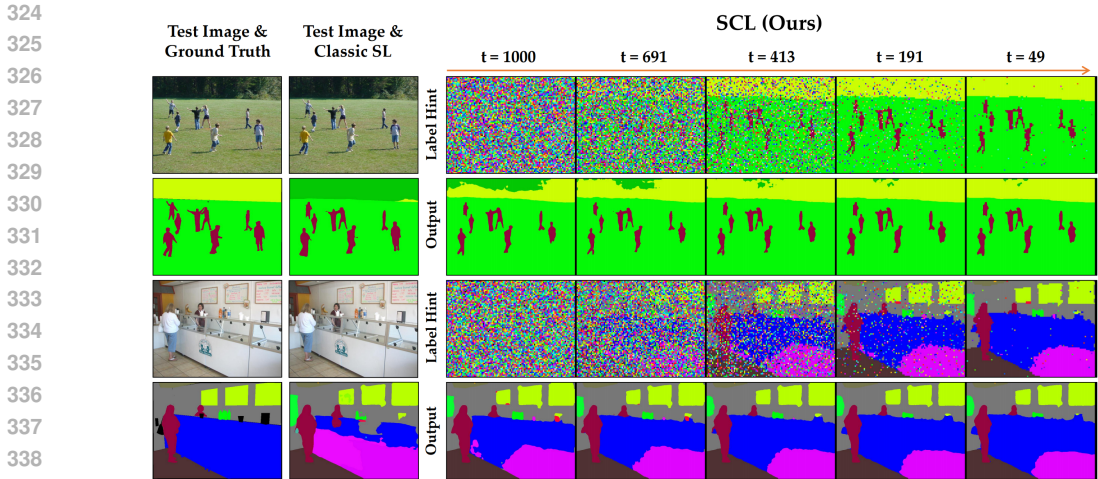 324
325
326
327
328
329
330
331
332
333
334
335
336
337
338
Test Image &
Ground Truth
Test Image &
Classic SL
SCL (Ours)
t = 1000
t = 691
t = 413
t = 191
t = 49
Label Hint
Output
Label Hint
Output